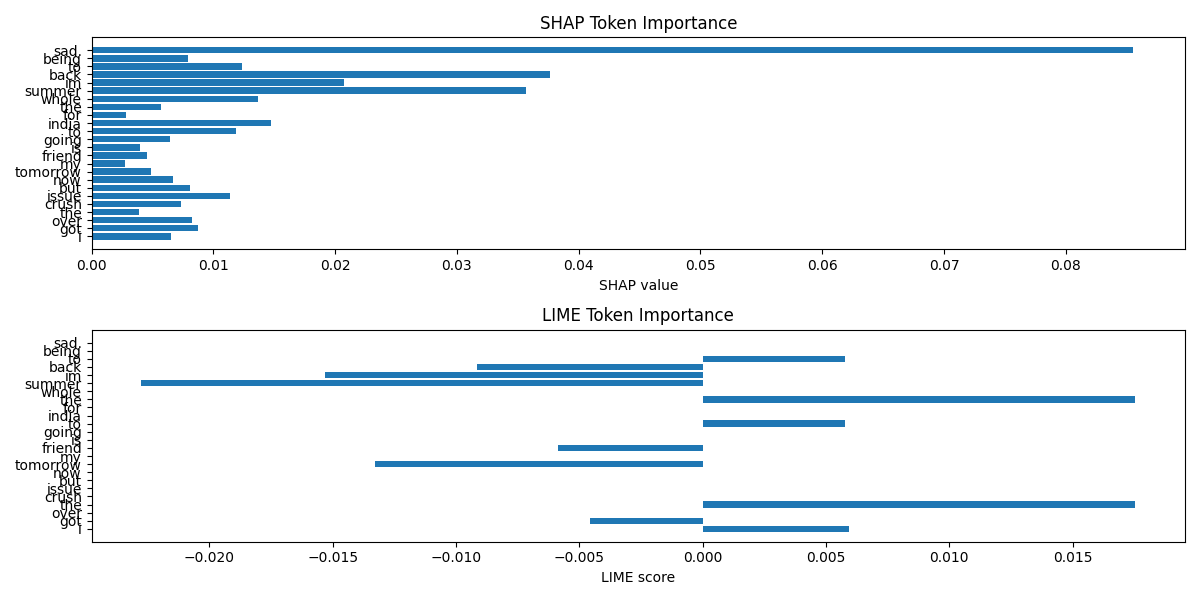 SHAP Token Importance
sad.
being
to
back
im
summer
whole
the
for
india
to
going
is
friend
my
tomorrow
now
but
issue
crush
the
over
got
i
0.00 0.01 0.02 0.03 0.04 0.05 0.06 0.07 0.08
SHAP value
LIME Token Importance
sad.
being
to
back
im
summer
whole
the
for
india
to
going
is
friend
my
tomorrow
now
but
issue
crush
the
over
got
i
−0.020 −0.015 −0.010 −0.005 0.000 0.005 0.010 0.015
LIME score